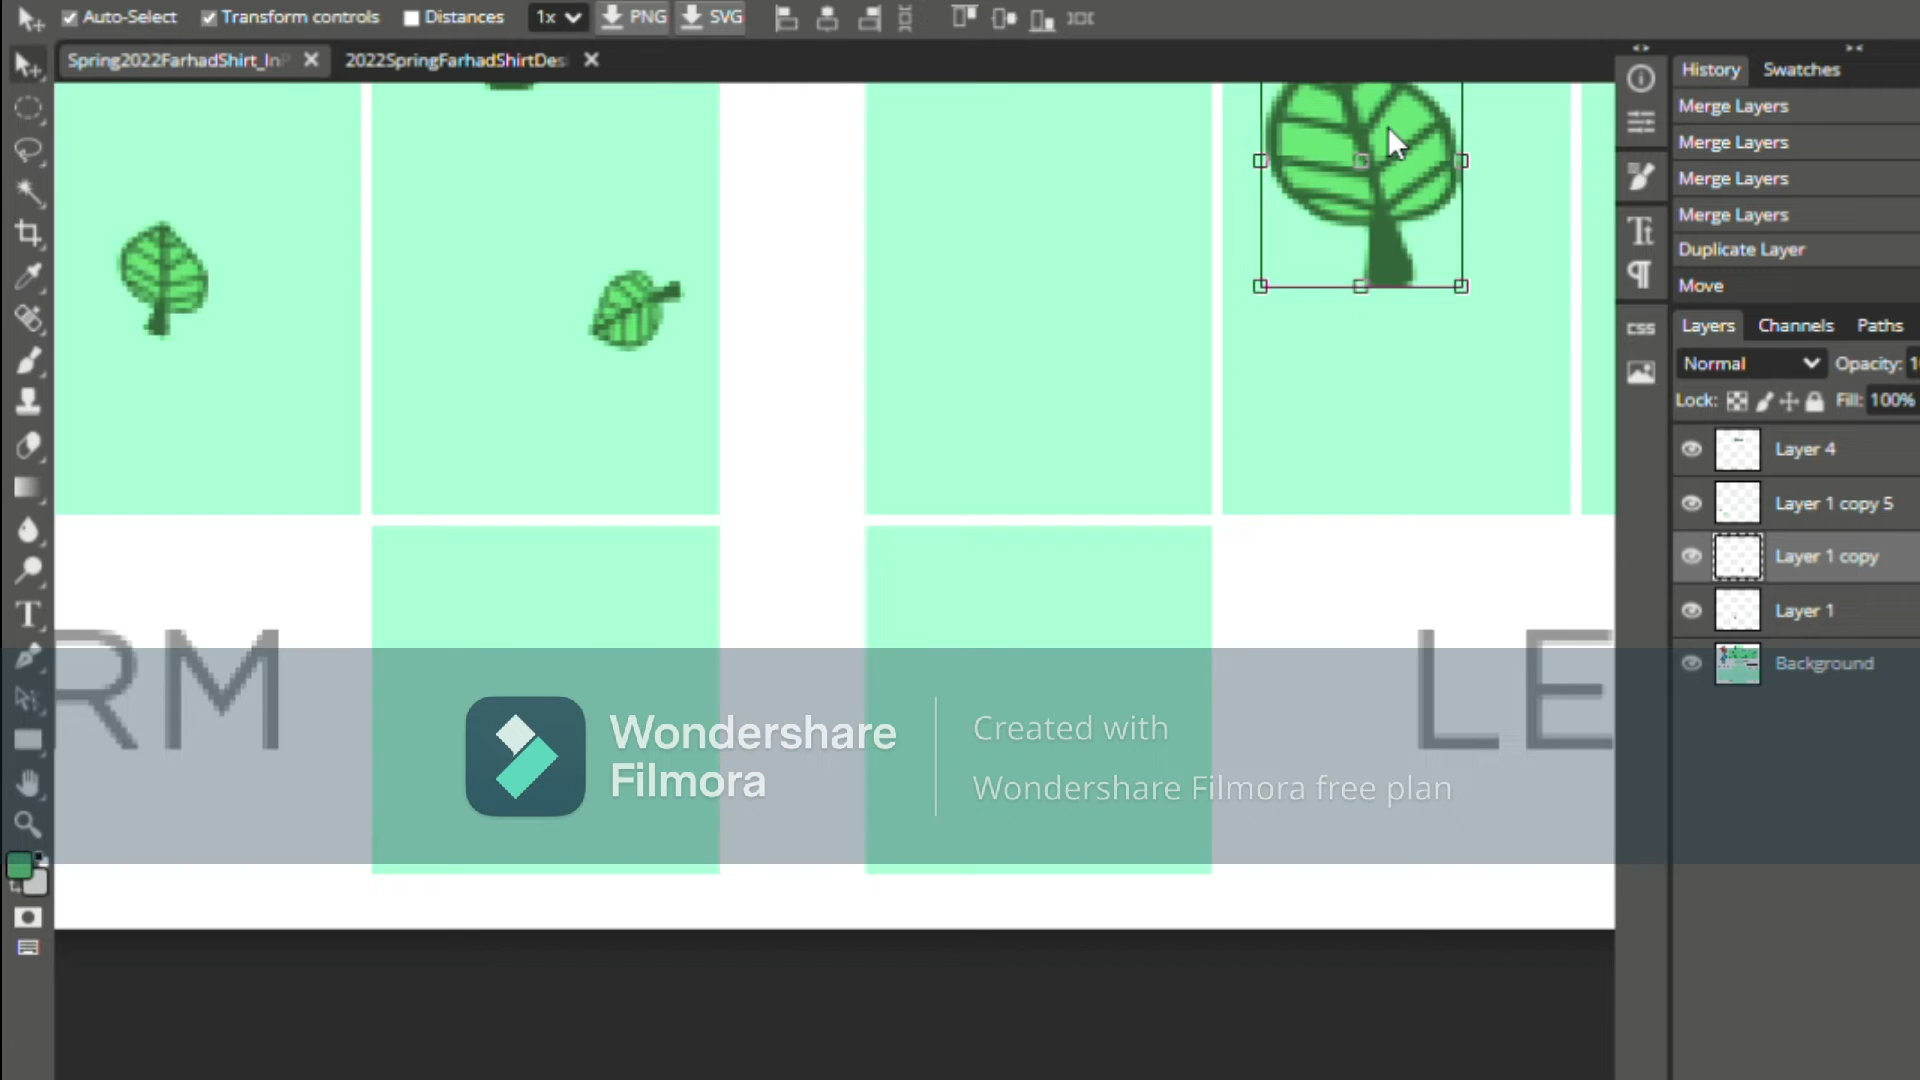 Auto-Select Transform controls Distances 1x PNG SVG
Spring2022FarhadShirt_In 2022SpringFarhadShirtDes
History Swatches
Merge Layers
Merge Layers
Merge Layers
Merge Layers
Duplicate Layer
Move
CSS
Layers Channels Paths
Normal Opacity:
Lock: Fill: 100%
Layer 4
Layer 1 copy 5
Layer 1 copy
Layer 1
Background
RM LE
Wondershare
Filmora
Created with
Wondershare Filmora free plan